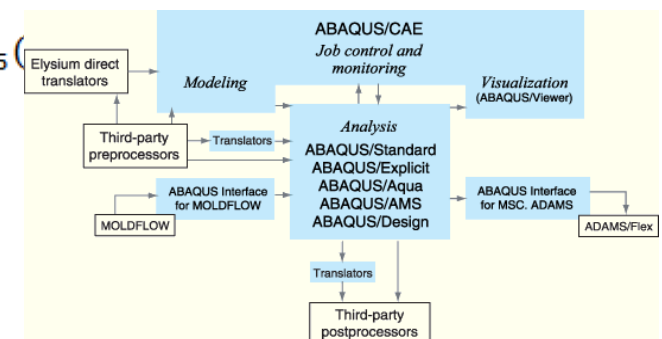 5 (
ABAQUS/CAE
Job control and
monitoring
Elysium direct
translators
Modeling
Visualization
(ABAQUS/Viewer)
Third-party
preprocessors
Translators
Analysis
ABAQUS/Standard
ABAQUS/Explicit
ABAQUS/Aqua
ABAQUS/AMS
ABAQUS/Design
ABAQUS Interface
for MOLDFLOW
MOLDFLOW
ABAQUS Interface
for MSC. ADAMS
ADAMS/Flex
Translators
Third-party
postprocessors